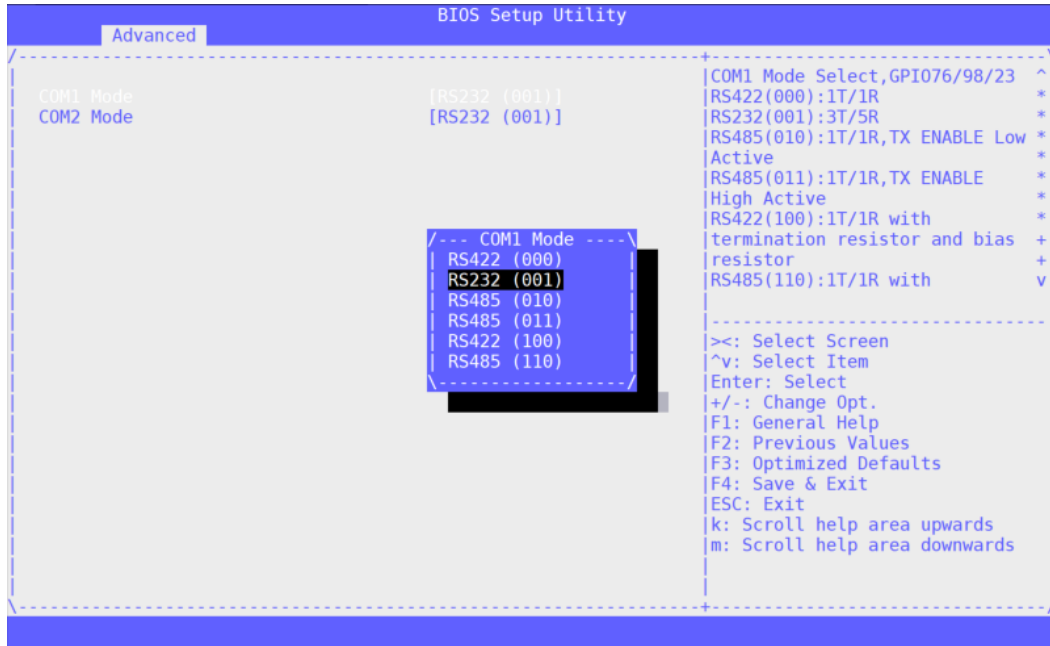 BIOS Setup Utility
Advanced
COM1 Mode [RS232 (001)]
COM2 Mode [RS232 (001)]
COM1 Mode
RS422 (000)
RS232 (001)
RS485 (010)
RS485 (011)
RS422 (100)
RS485 (110)
COM1 Mode Select,GPIO76/98/23 ^
RS422(000):1T/1R *
RS232(001):3T/5R *
RS485(010):1T/1R,TX ENABLE Low *
Active *
RS485(011):1T/1R,TX ENABLE *
High Active *
RS422(100):1T/1R with *
termination resistor and bias +
resistor +
RS485(110):1T/1R with v
><: Select Screen
^v: Select Item
Enter: Select
+/-: Change Opt.
F1: General Help
F2: Previous Values
F3: Optimized Defaults
F4: Save & Exit
ESC: Exit
k: Scroll help area upwards
m: Scroll help area downwards